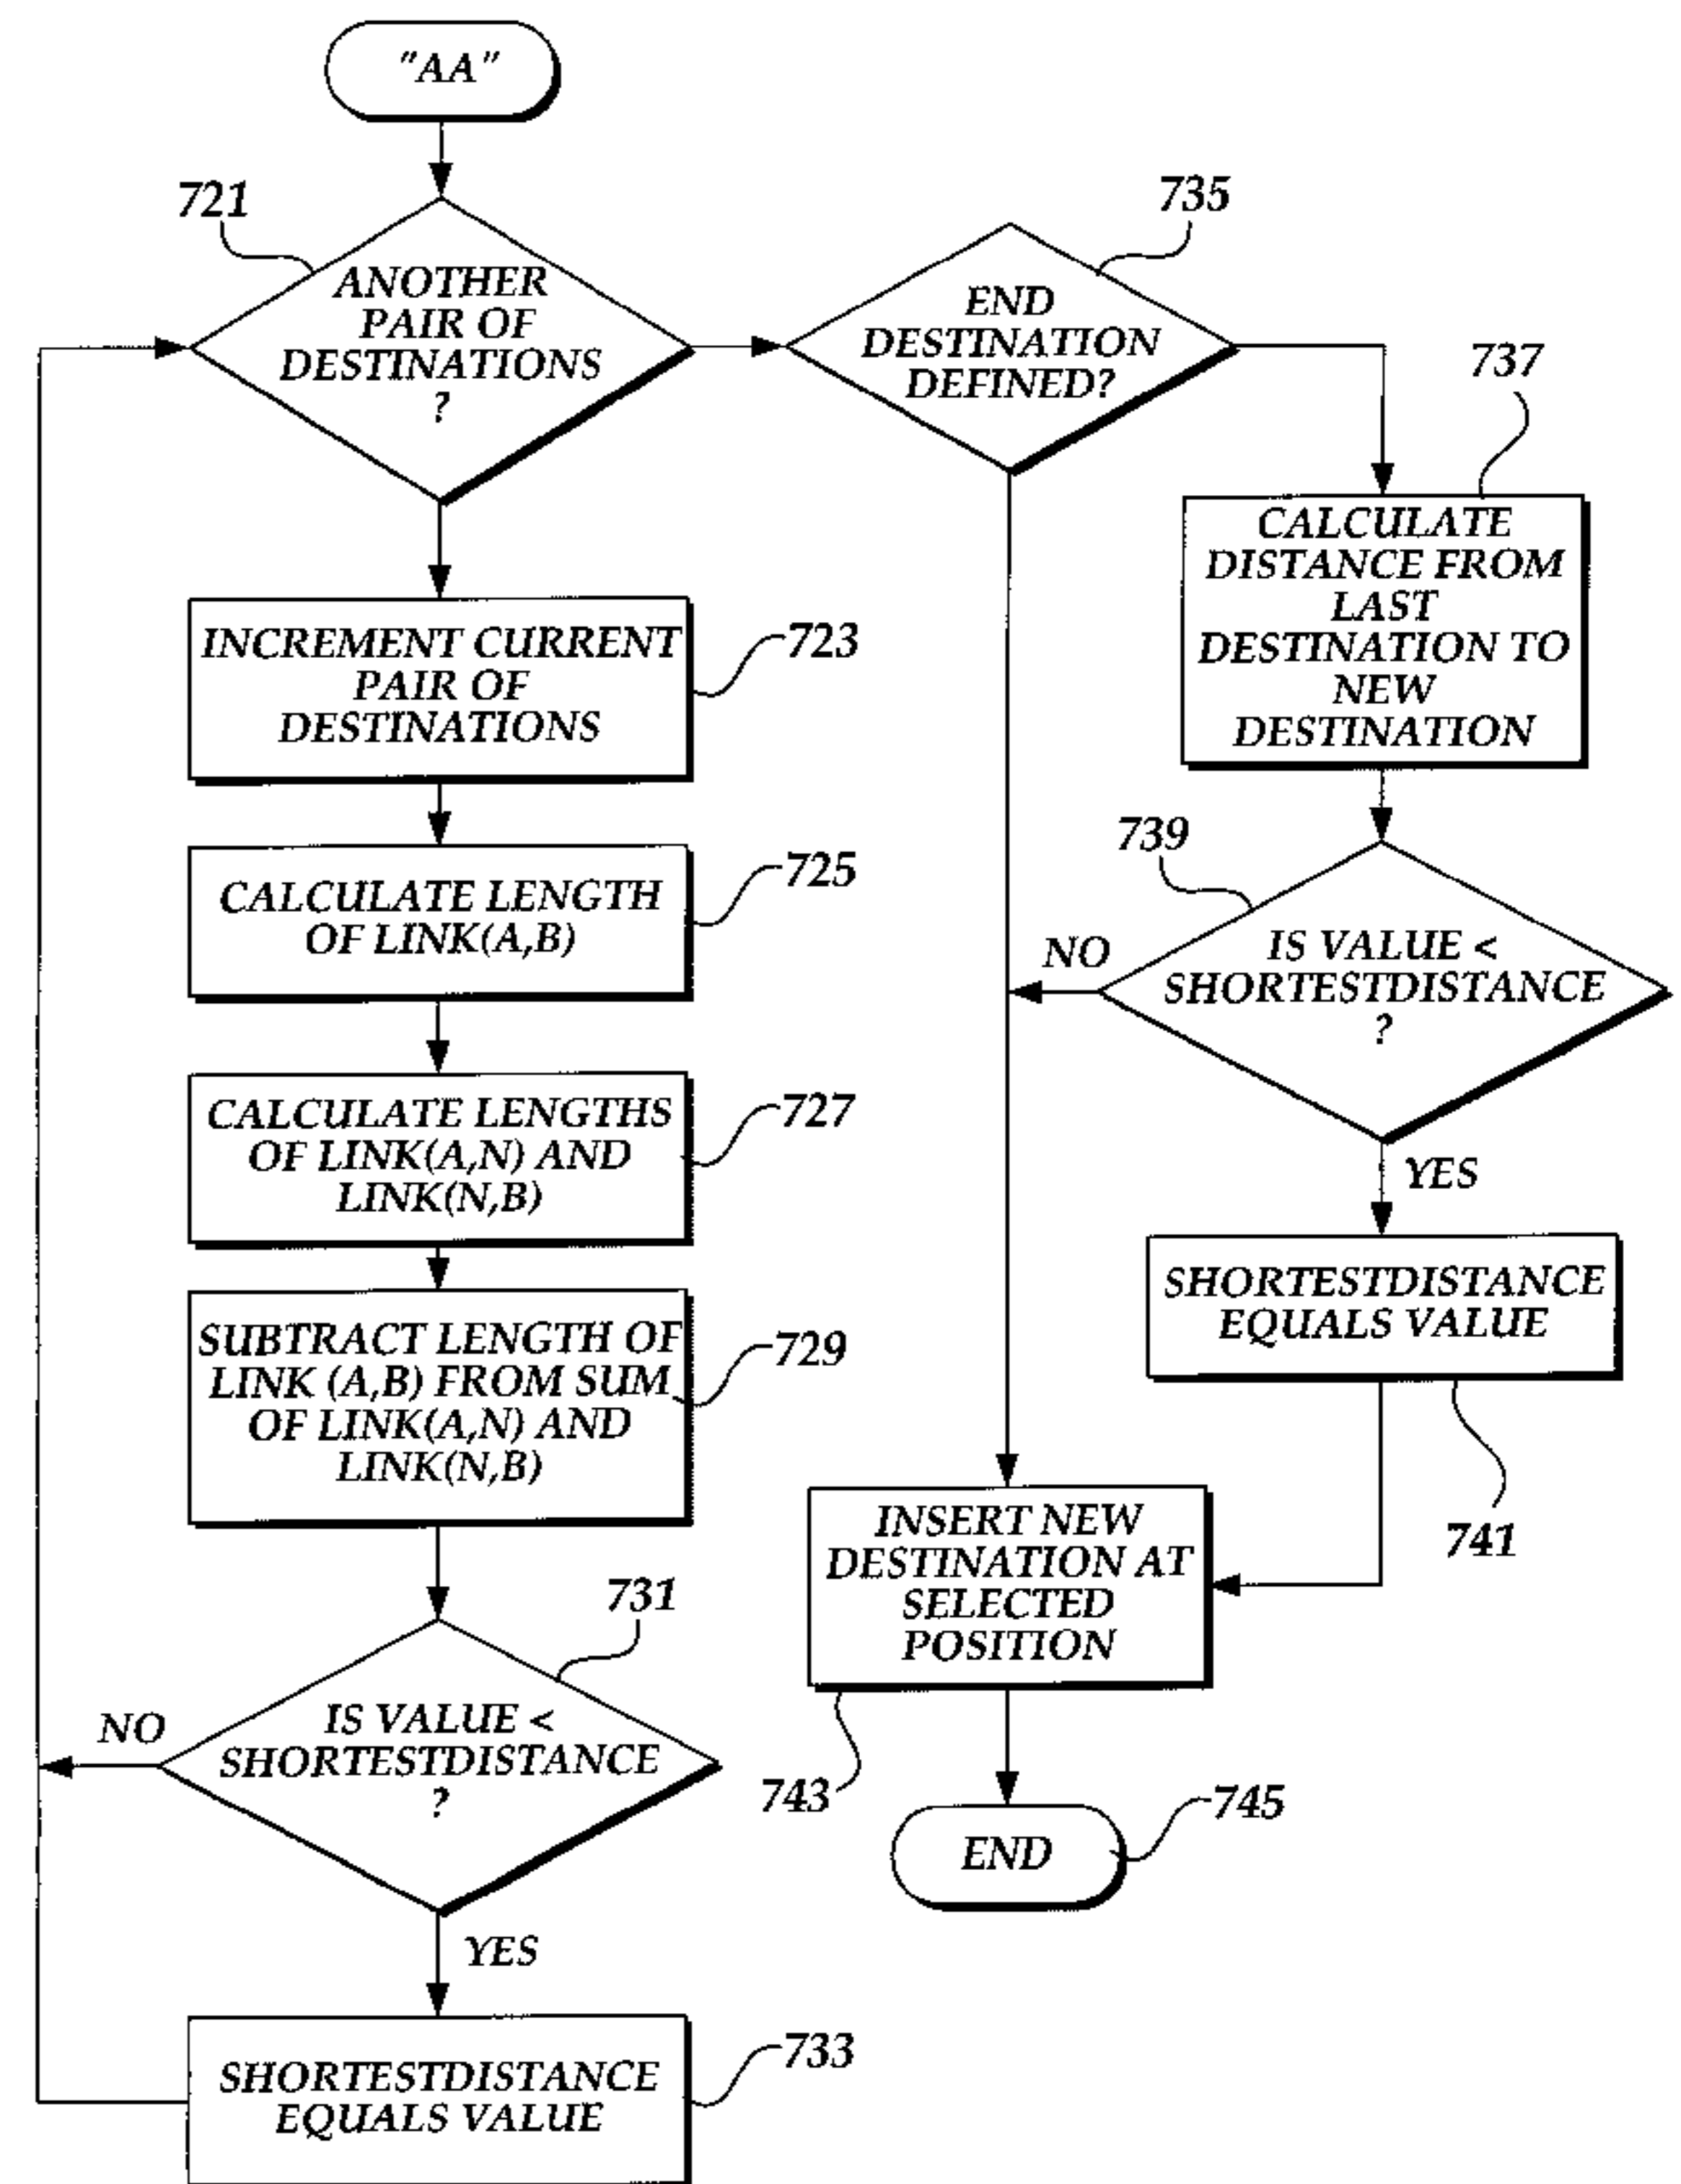 "AA"
721
ANOTHER
PAIR OF
DESTINATIONS
?
735
END
DESTINATION
DEFINED?
737
CALCULATE
DISTANCE FROM
LAST
DESTINATION TO
NEW
DESTINATION
INCREMENT CURRENT
PAIR OF
DESTINATIONS
723
CALCULATE LENGTH
OF LINK(A,B)
725
739
NO
IS VALUE <
SHORTESTDISTANCE
?
YES
CALCULATE LENGTHS
OF LINK(A,N) AND
LINK(N,B)
727
SUBTRACT LENGTH OF
LINK (A,B) FROM SUM
OF LINK(A,N) AND
LINK(N,B)
729
SHORTESTDISTANCE
EQUALS VALUE
741
INSERT NEW
DESTINATION AT
SELECTED
POSITION
743
731
NO
IS VALUE <
SHORTESTDISTANCE
?
YES
END
745
SHORTESTDISTANCE
EQUALS VALUE
733